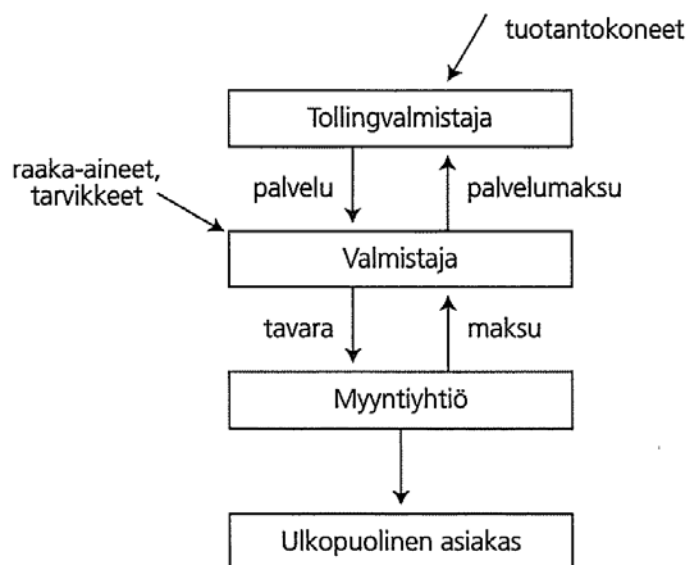 tuotantokoneet
Tollingvalmistaja
raaka-aineet,
tarvikkeet
palvelu
palvelumaksu
Valmistaja
tavara
maksu
Myyntiyhtiö
Ulkopuolinen asiakas